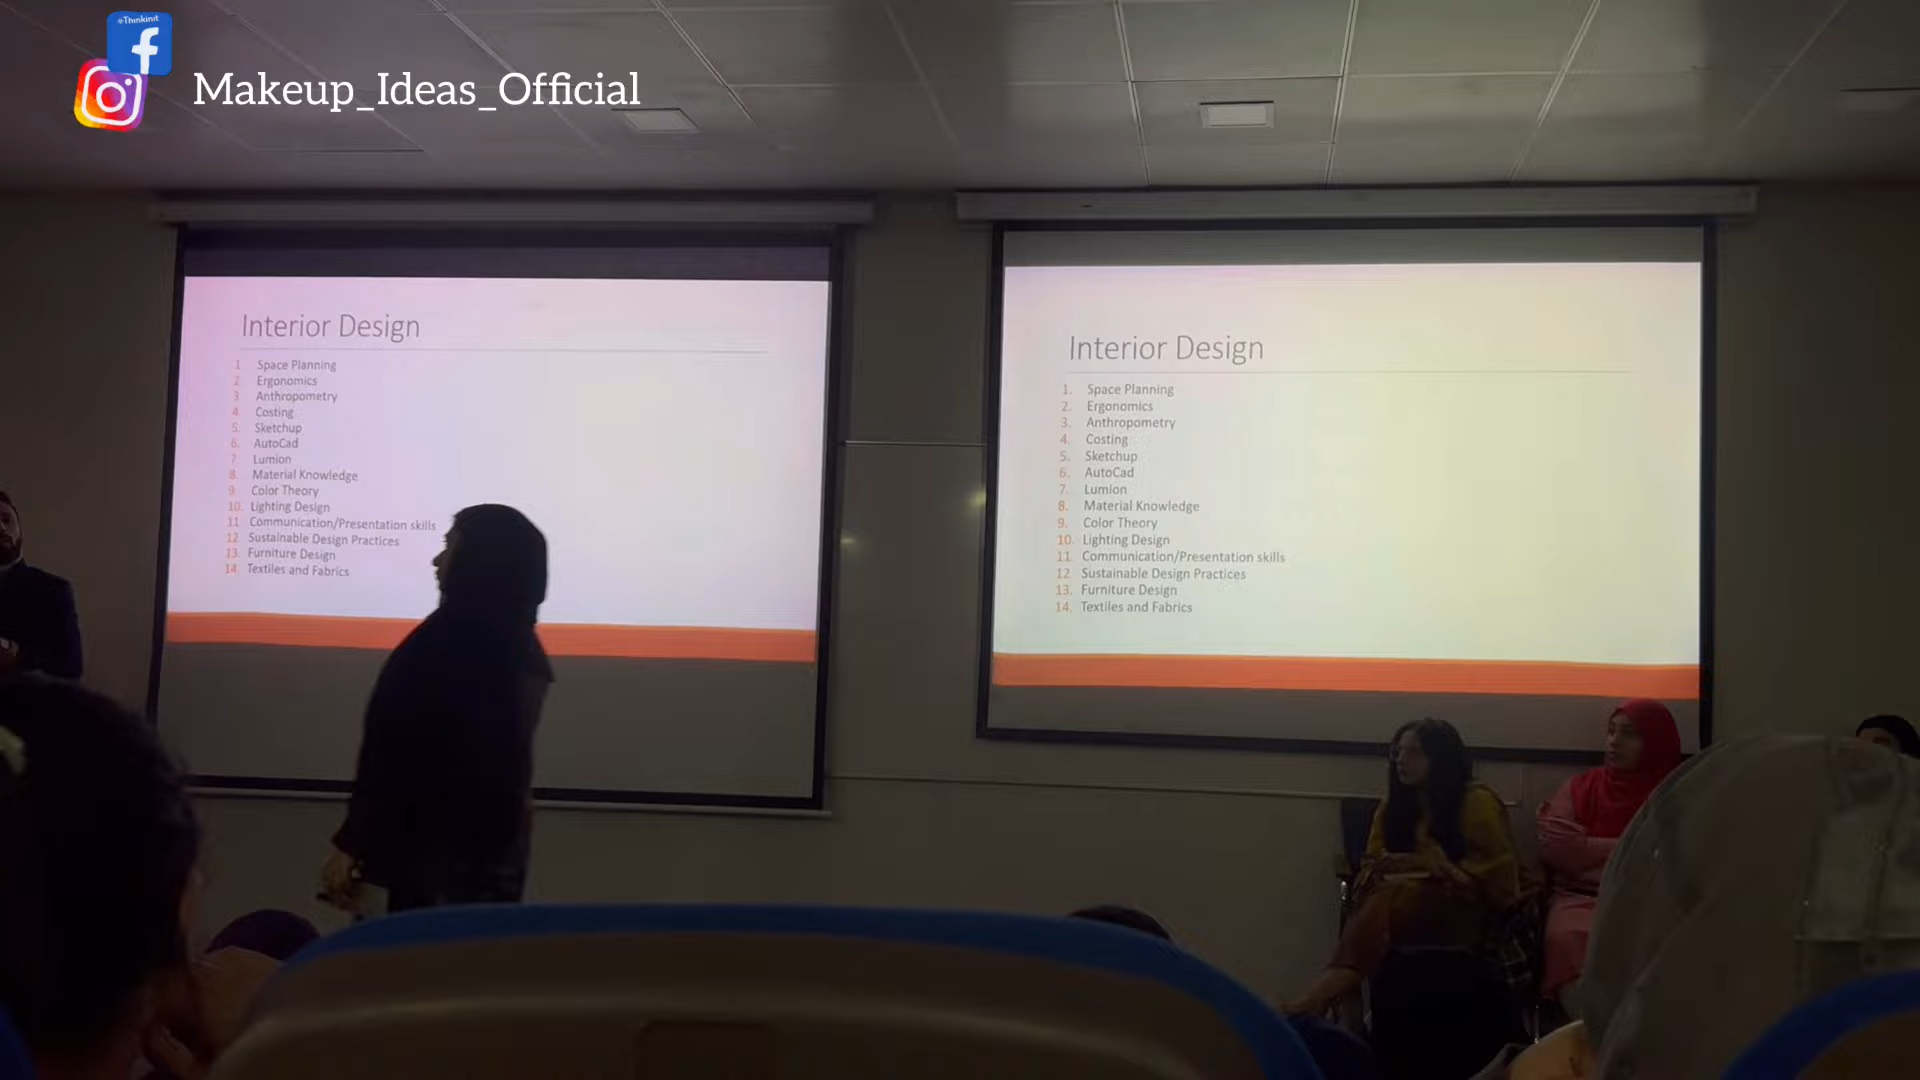 @Thinkinit
Makeup_Ideas_Official
Interior Design
1 Space Planning
2. Ergonomics
3 Anthropometry
4 Costing
5. Sketchup
6. AutoCad
7. Lumion
8. Material Knowledge
9. Color Theory
10. Lighting Design
11 Communication/Presentation skills
12 Sustainable Design Practices
13. Furniture Design
14 Textiles and Fabrics
Interior Design
1. Space Planning
2. Ergonomics
3. Anthropometry
4. Costing
5. Sketchup
6. AutoCad
7. Lumion
8. Material Knowledge
9. Color Theory
10. Lighting Design
11. Communication/Presentation skills
12. Sustainable Design Practices
13. Furniture Design
14. Textiles and Fabrics